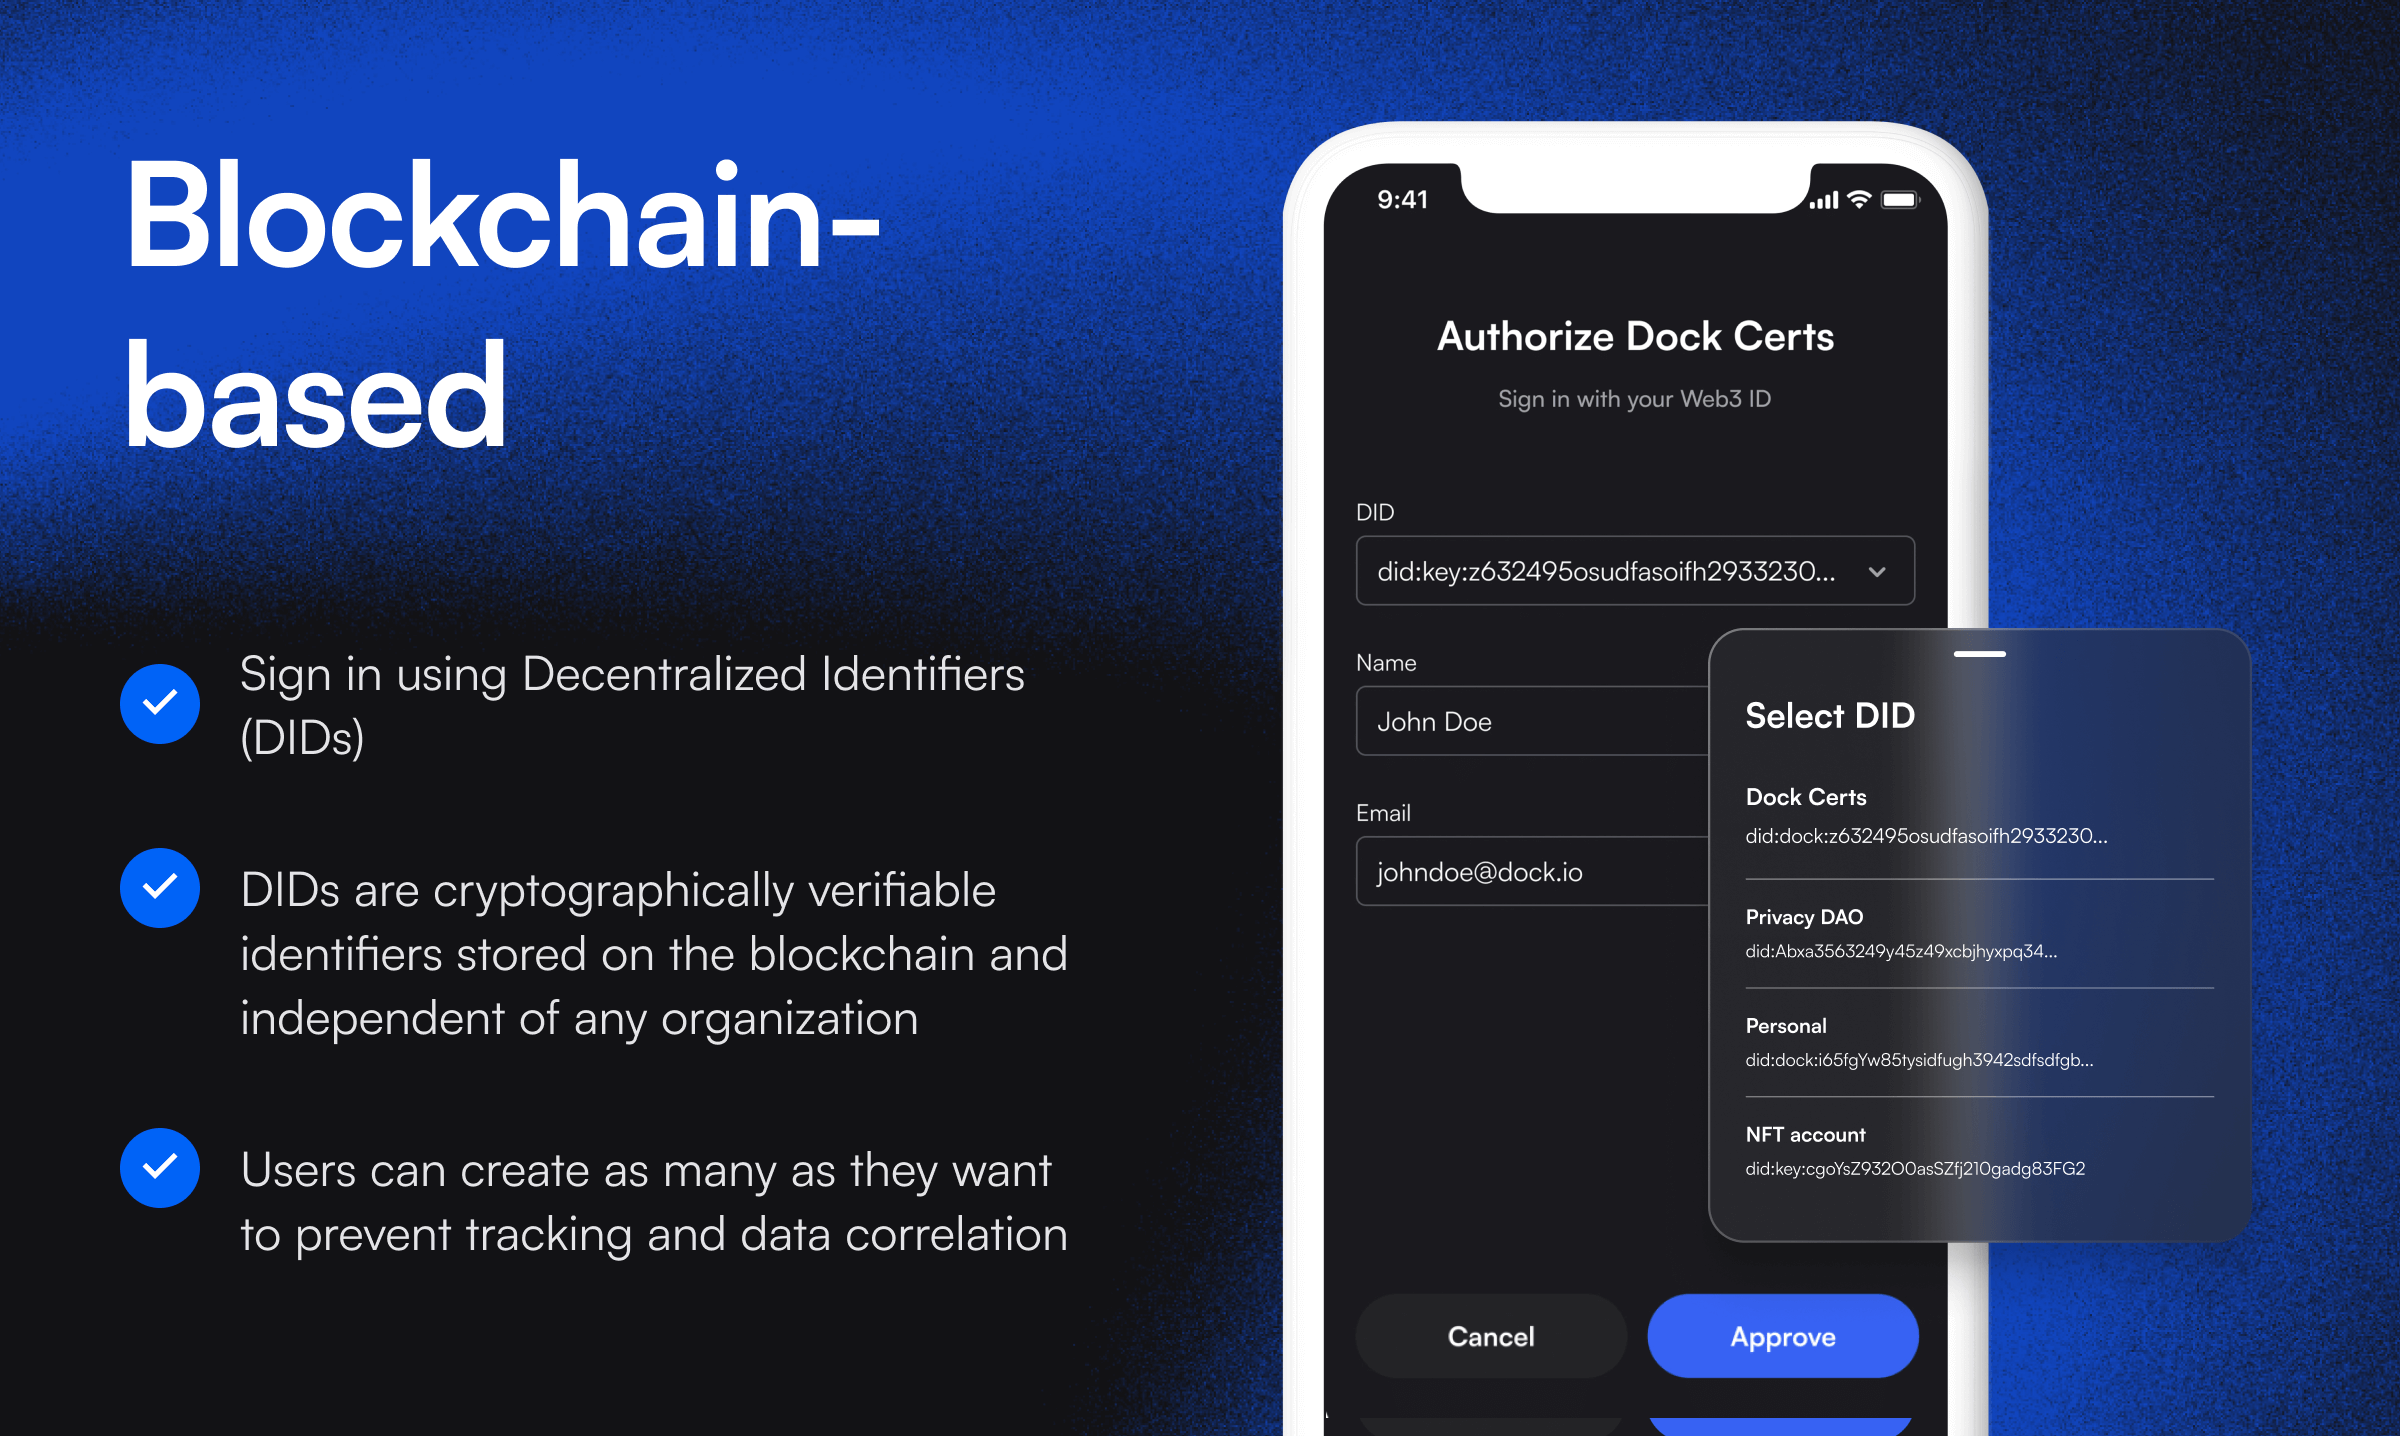 Blockchain-
based
Sign in using Decentralized Identifiers
(DIDs)
DIDs are cryptographically verifiable
identifiers stored on the blockchain and
independent of any organization
Users can create as many as they want
to prevent tracking and data correlation
9:41
Authorize Dock Certs
Sign in with your Web3 ID
DID
did:key:z632495osudfasoifh2933230...
Name
John Doe
Email
johndoe@dock.io
Select DID
Dock Certs
did:dock:z632495osudfasoifh2933230...
Privacy DAO
did:Abxa3563249y45z49xcbjhyxpq34...
Personal
did:dock:i65fgYw85tysidfugh3942sdfsdfgb...
NFT account
did:key:cgoYsZ932O0asSZfj210gadg83FG2
Cancel
Approve